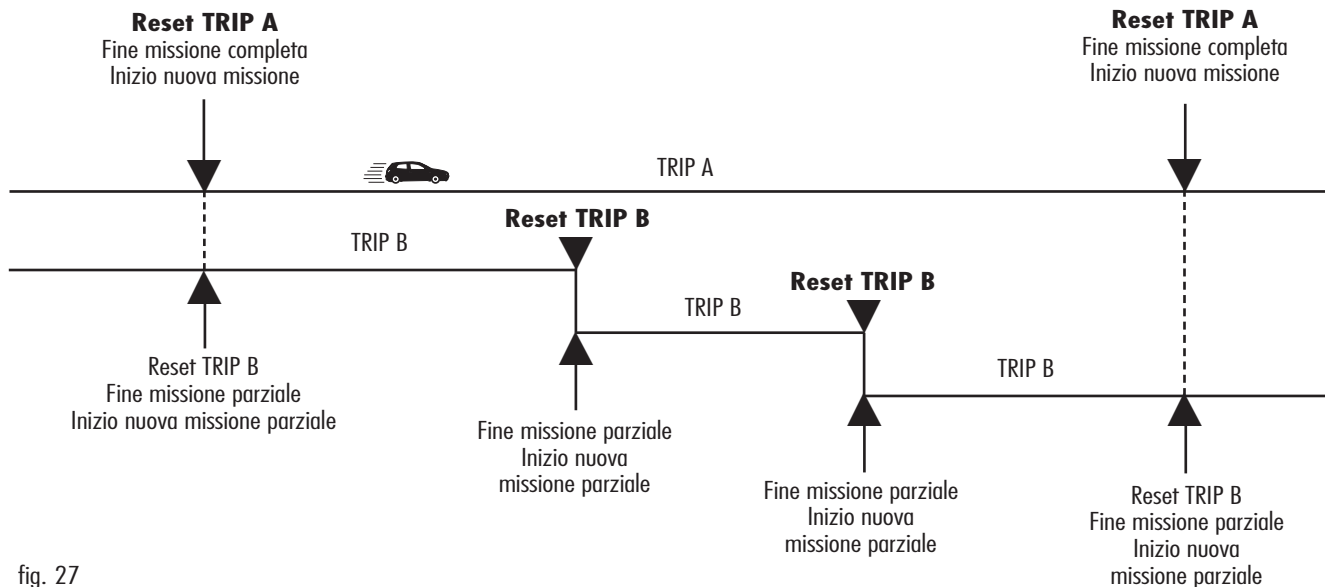 Reset TRIP A
Fine missione completa
Inizio nuova missione
Reset TRIP A
Fine missione completa
Inizio nuova missione
TRIP A
Reset TRIP B
TRIP B
Reset TRIP B
TRIP B
TRIP B
Reset TRIP B
Fine missione parziale
Inizio nuova missione parziale
Fine missione parziale
Inizio nuova
missione parziale
Fine missione parziale
Inizio nuova
missione parziale
Reset TRIP B
Fine missione parziale
Inizio nuova
missione parziale
fig. 27